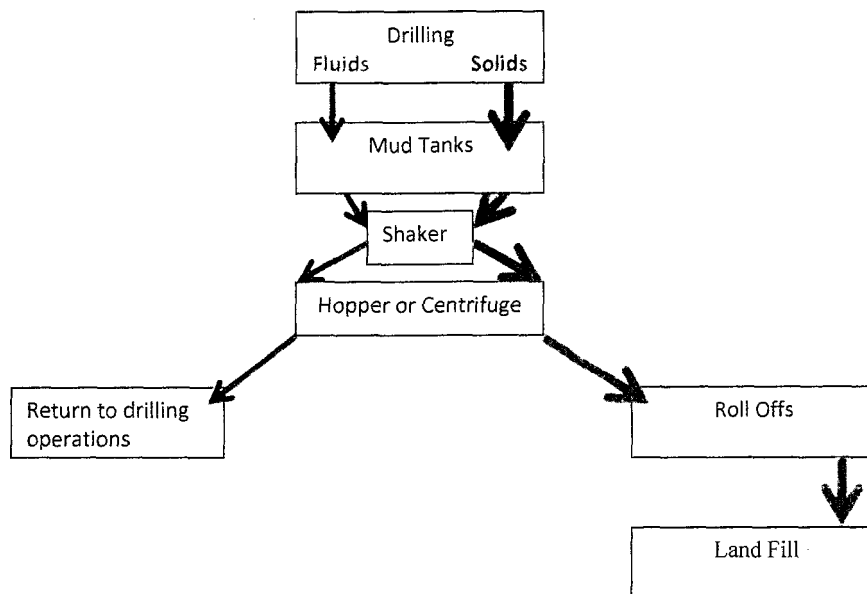 Drilling
Fluids Solids
Mud Tanks
Shaker
Hopper or Centrifuge
Return to drilling
operations
Roll Offs
Land Fill